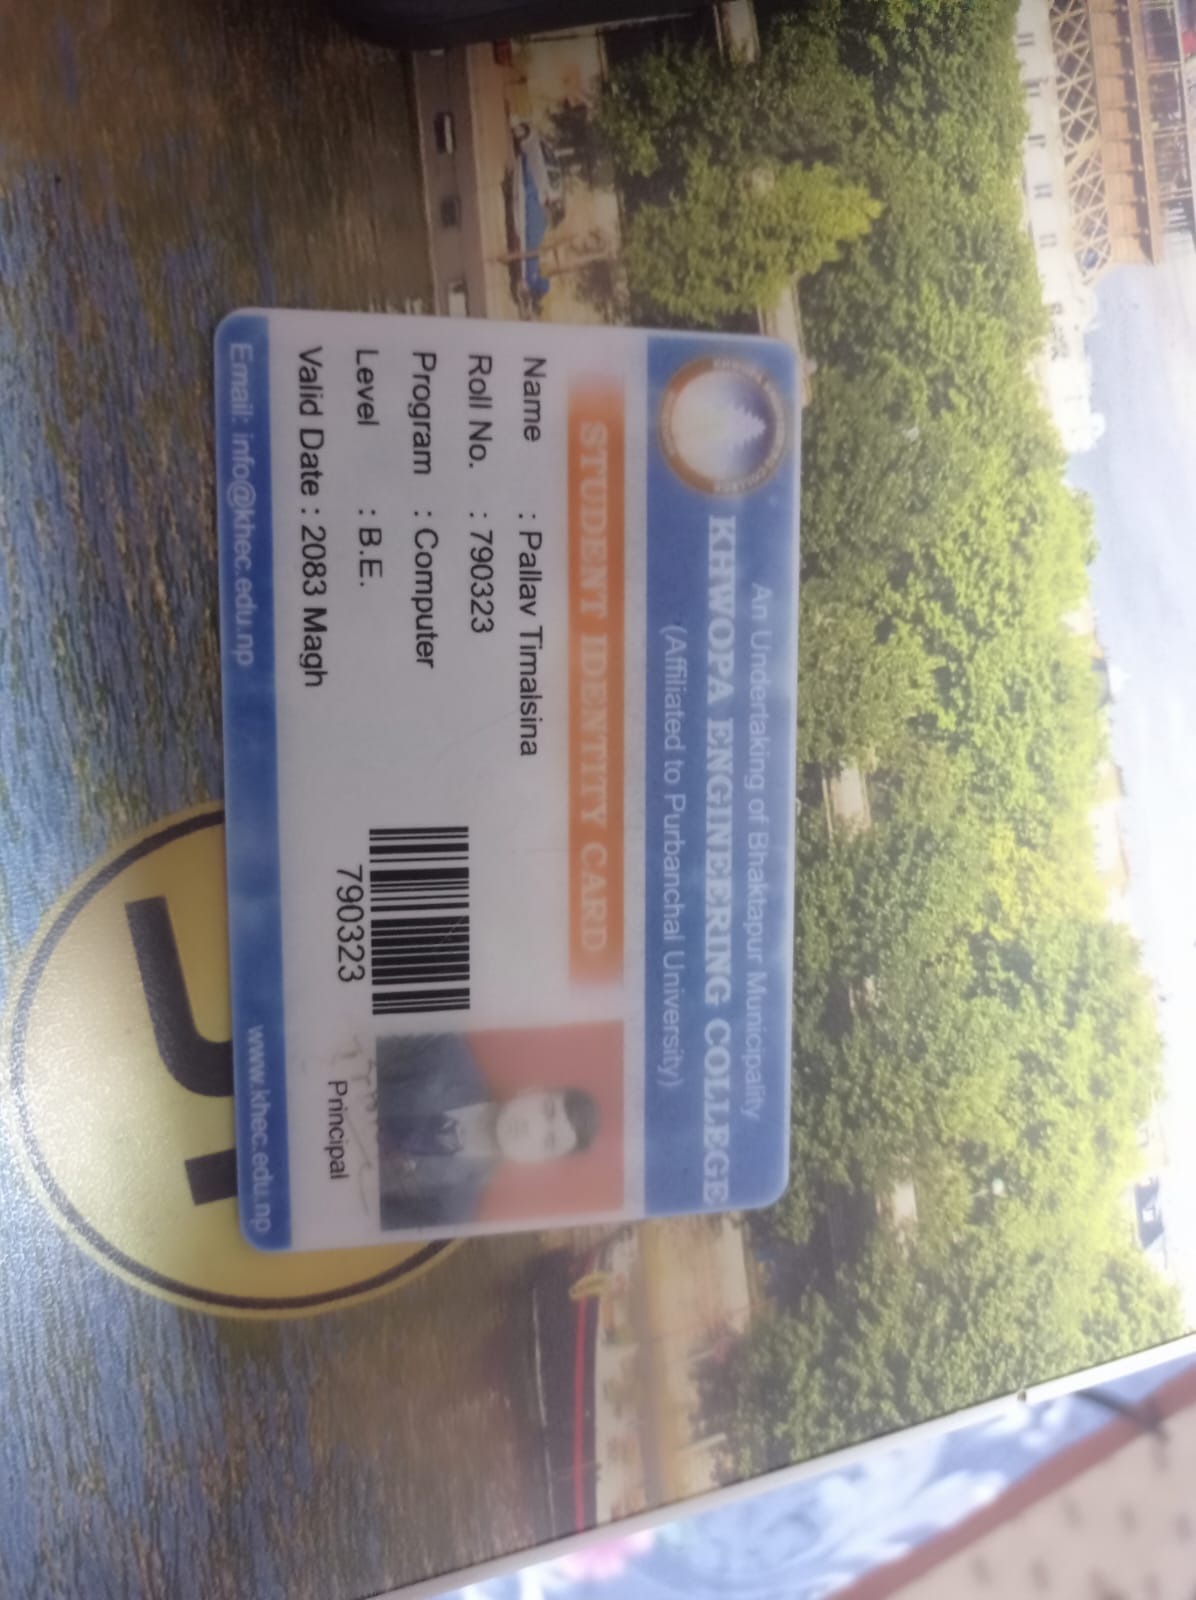 An Undertaking of Bhaktapur Municipality
KHWOPA ENGINEERING COLLEGE
(Affiliated to Purbanchal University)
STUDENT IDENTITY CARD
Name : Pallav Timalsina
Roll No. : 790323
Program : Computer
Level : B.E.
Valid Date : 2083 Magh
790323
Principal
Email: info@khec.edu.np www.khec.edu.np